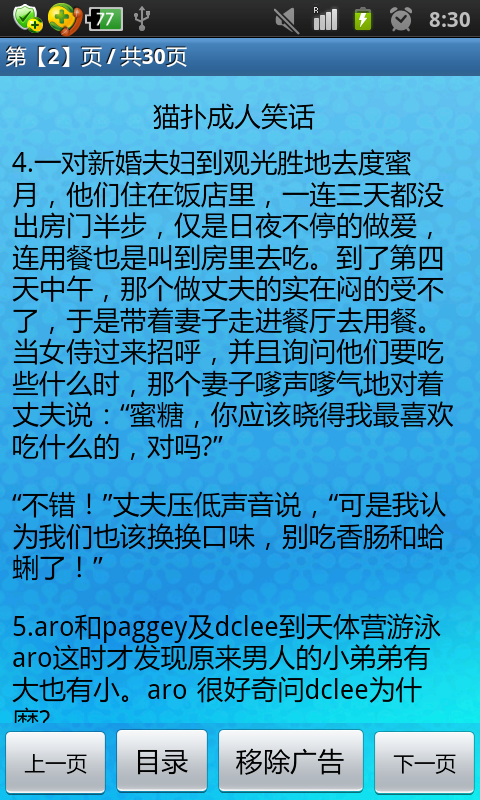 77
R
8:30
第【2】页 / 共30页
猫扑成人笑话
4.一对新婚夫妇到观光胜地去度蜜
月，他们住在饭店里，一连三天都没
出房门半步，仅是日夜不停的做爱，
连用餐也是叫到房里去吃。到了第四
天中午，那个做丈夫的实在闷的受不
了，于是带着妻子走进餐厅去用餐。
当女侍过来招呼，并且询问他们要吃
些什么时，那个妻子嗲声嗲气地对着
丈夫说：“蜜糖，你应该晓得我最喜欢
吃什么的，对吗?”
“不错！”丈夫压低声音说，“可是我认
为我们也该换换口味，别吃香肠和蛤
蜊了！”
5.aro和paggey及dclee到天体营游泳
aro这时才发现原来男人的小弟弟有
大也有小。aro 很好奇问dclee为什
麽?
上一页
目录
移除广告
下一页